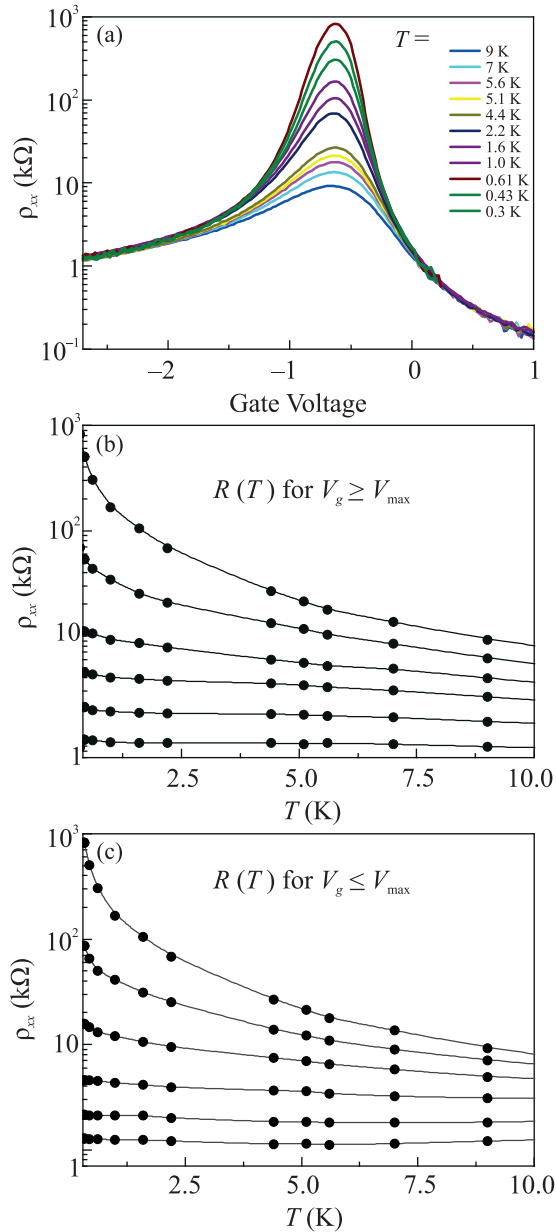 (a)
T =
9 K
7 K
5.6 K
5.1 K
4.4 K
2.2 K
1.6 K
1.0 K
0.61 K
0.43 K
0.3 K
10³
10²
10
1
10⁻¹
ρxx (kΩ)
−2 −1 0 1
Gate Voltage
(b)
R (T) for Vg ≥ Vmax
10³
10²
10
1
ρxx (kΩ)
2.5 5.0 7.5 10.0
T (K)
(c)
R (T) for Vg ≤ Vmax
10³
10²
10
1
ρxx (kΩ)
2.5 5.0 7.5 10.0
T (K)